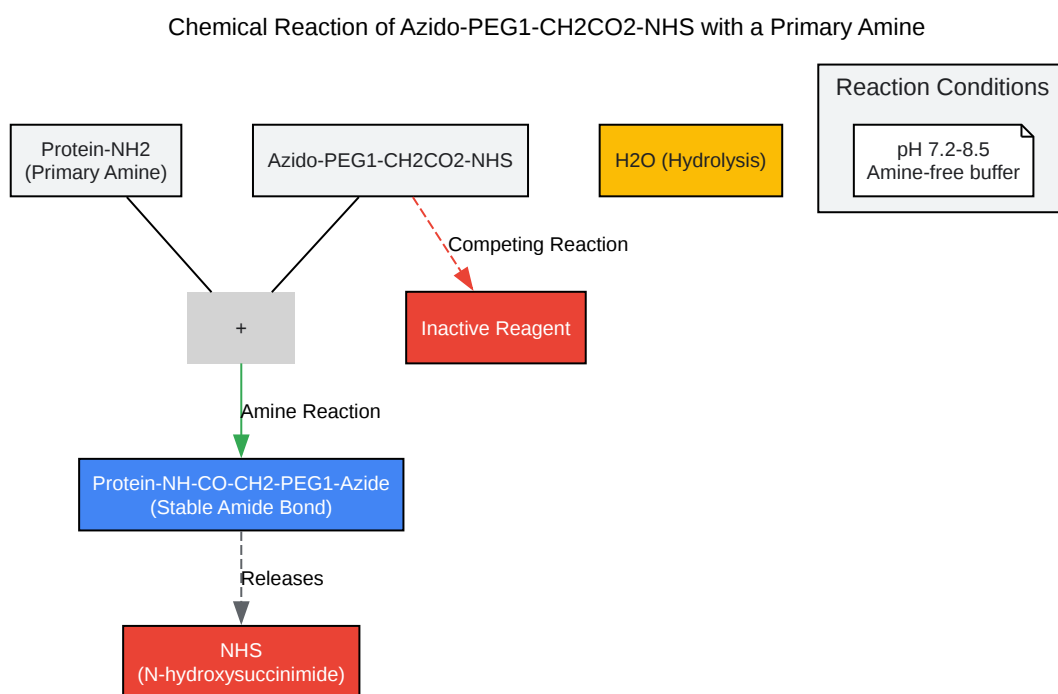 Chemical Reaction of Azido-PEG1-CH2CO2-NHS with a Primary Amine
Reaction Conditions
Protein-NH2
(Primary Amine)
Azido-PEG1-CH2CO2-NHS
H2O (Hydrolysis)
pH 7.2-8.5
Amine-free buffer
Competing Reaction
+
Inactive Reagent
Amine Reaction
Protein-NH-CO-CH2-PEG1-Azide
(Stable Amide Bond)
Releases
NHS
(N-hydroxysuccinimide)